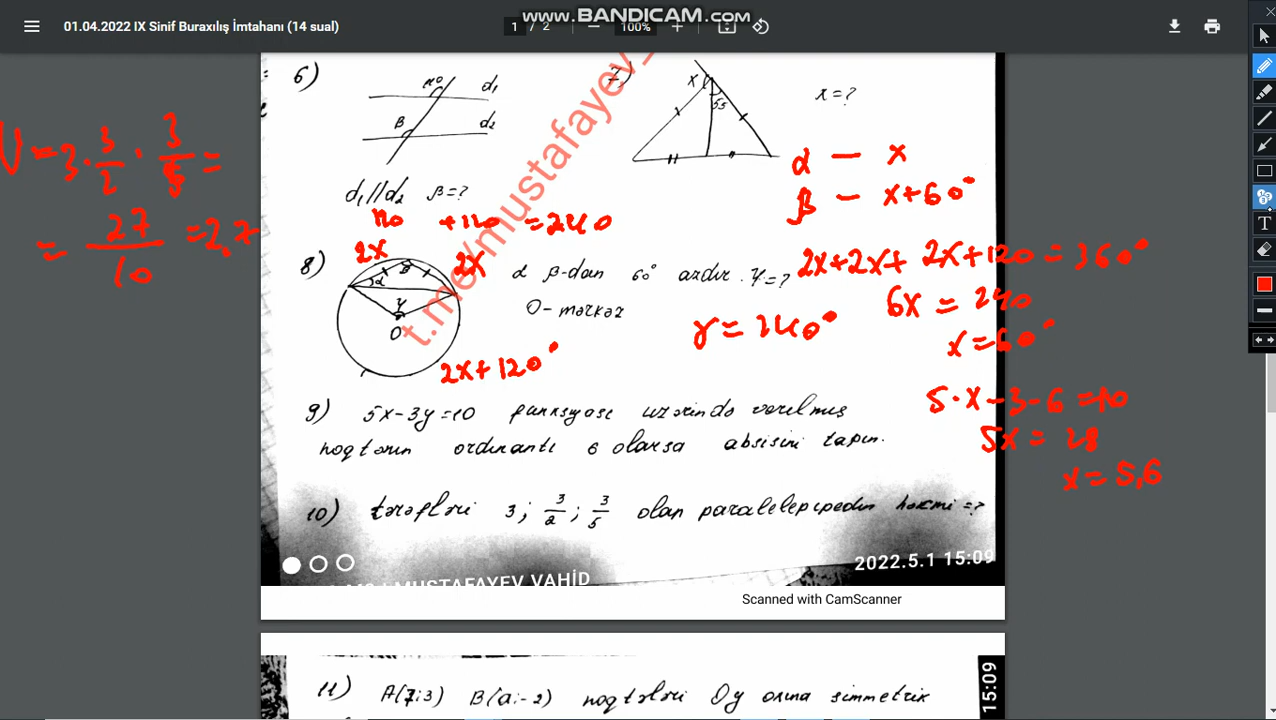 www.BANDICAM.com
01.04.2022 IX Sinif Buraxılış İmtahanı (14 sual)
1 / 2
100%
6)
d1
β
d2
d1//d2 β=?
7)
x
55
x=?
t.me/mustafayev_
V=3·3/2·3/5=
=27/10=2,7
α — x
β — x+60°
120 +120 =240
2x 2x
2x+2x+ 2x+120=360°
6x=240
x=60°
γ=240°
2x+120°
8)
α β γ O
α β-dan 60° azdır. γ=?
O-mərkəz
9) 5x-3y=10 funksyası üzərində verilmiş
nöqtənin ordinantı 6 olarsa absisini tapın.
5·x-3·6=10
5x=28
x=5,6
10) tərəfləri 3; 3/2; 3/5 olan paralelepipedin həcmi=?
2022.5.1 15:09
MUSTAFAYEV VAHİD
Scanned with CamScanner
11) A(7;3) B(a;-2) nöqtələri Oy oxuna simmetrik
15:09